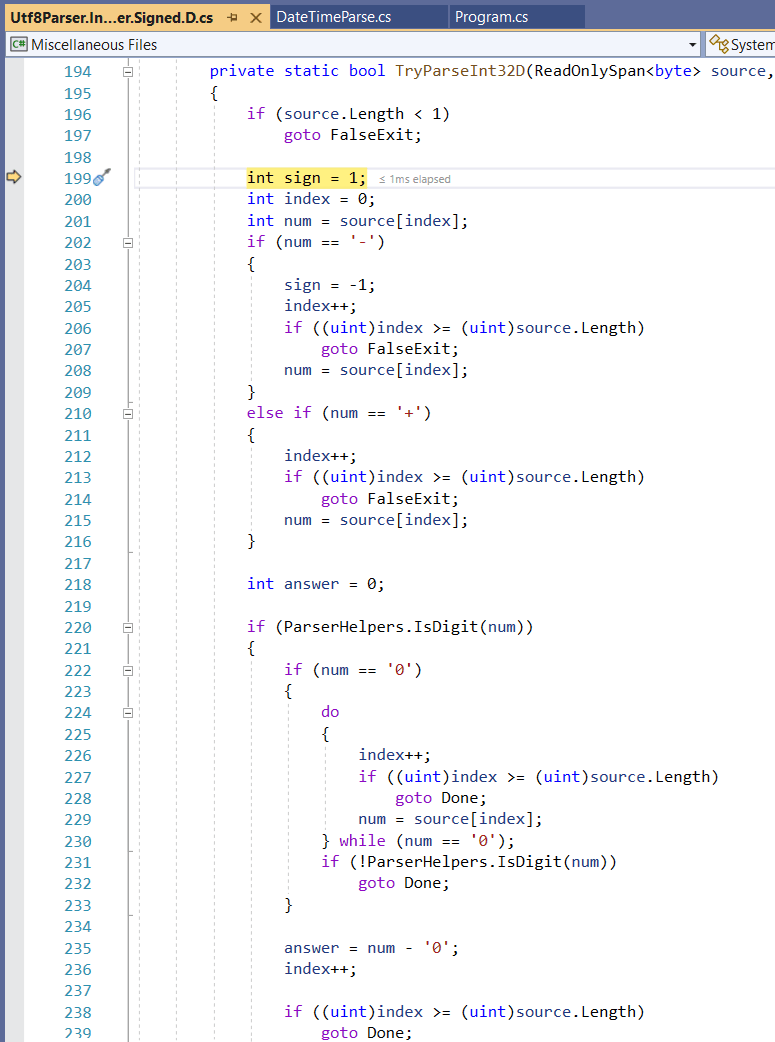 Utf8Parser.In...er.Signed.D.cs DateTimeParse.cs Program.cs
C# Miscellaneous Files System
194 private static bool TryParseInt32D(ReadOnlySpan<byte> source,
195 {
196 if (source.Length < 1)
197 goto FalseExit;
198
199 int sign = 1; ≤ 1ms elapsed
200 int index = 0;
201 int num = source[index];
202 if (num == '-')
203 {
204 sign = -1;
205 index++;
206 if ((uint)index >= (uint)source.Length)
207 goto FalseExit;
208 num = source[index];
209 }
210 else if (num == '+')
211 {
212 index++;
213 if ((uint)index >= (uint)source.Length)
214 goto FalseExit;
215 num = source[index];
216 }
217
218 int answer = 0;
219
220 if (ParserHelpers.IsDigit(num))
221 {
222 if (num == '0')
223 {
224 do
225 {
226 index++;
227 if ((uint)index >= (uint)source.Length)
228 goto Done;
229 num = source[index];
230 } while (num == '0');
231 if (!ParserHelpers.IsDigit(num))
232 goto Done;
233 }
234
235 answer = num - '0';
236 index++;
237
238 if ((uint)index >= (uint)source.Length)
239 goto Done;